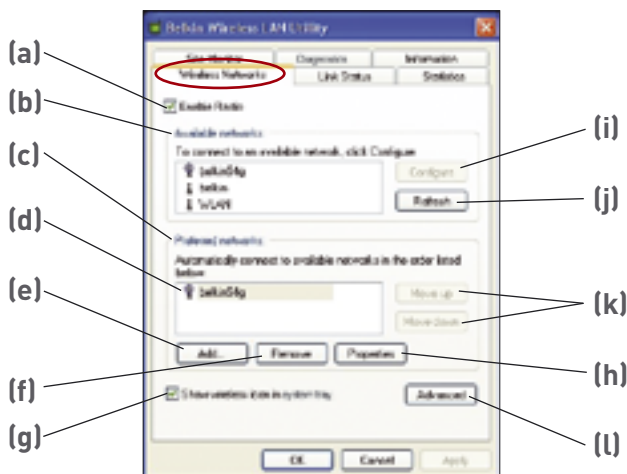 Belkin Wireless LAN Utility
Site Monitor Diagnostics Information
Wireless Networks Link Status Statistics
(a)
Enable Radio
(b)
Available networks
(i)
To connect to an available network, click Configure
(c)
belkin54g Configure
belkin
(j)
WLAN Refresh
(d)
Preferred networks
Automatically connect to available networks in the order listed
below
(e)
belkin54g Move up
(k)
Move down
Add... Remove Properties
(f)
(h)
Show wireless icon in system tray Advanced
(g)
(l)
OK Cancel Apply